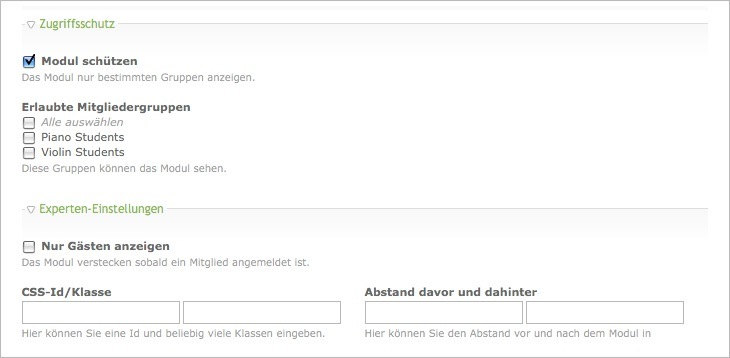 Zugriffsschutz
Modul schützen
Das Modul nur bestimmten Gruppen anzeigen.
Erlaubte Mitgliedergruppen
Alle auswählen
Piano Students
Violin Students
Diese Gruppen können das Modul sehen.
Experten-Einstellungen
Nur Gästen anzeigen
Das Modul verstecken sobald ein Mitglied angemeldet ist.
CSS-Id/Klasse
Hier können Sie eine Id und beliebig viele Klassen eingeben.
Abstand davor und dahinter
Hier können Sie den Abstand vor und nach dem Modul in